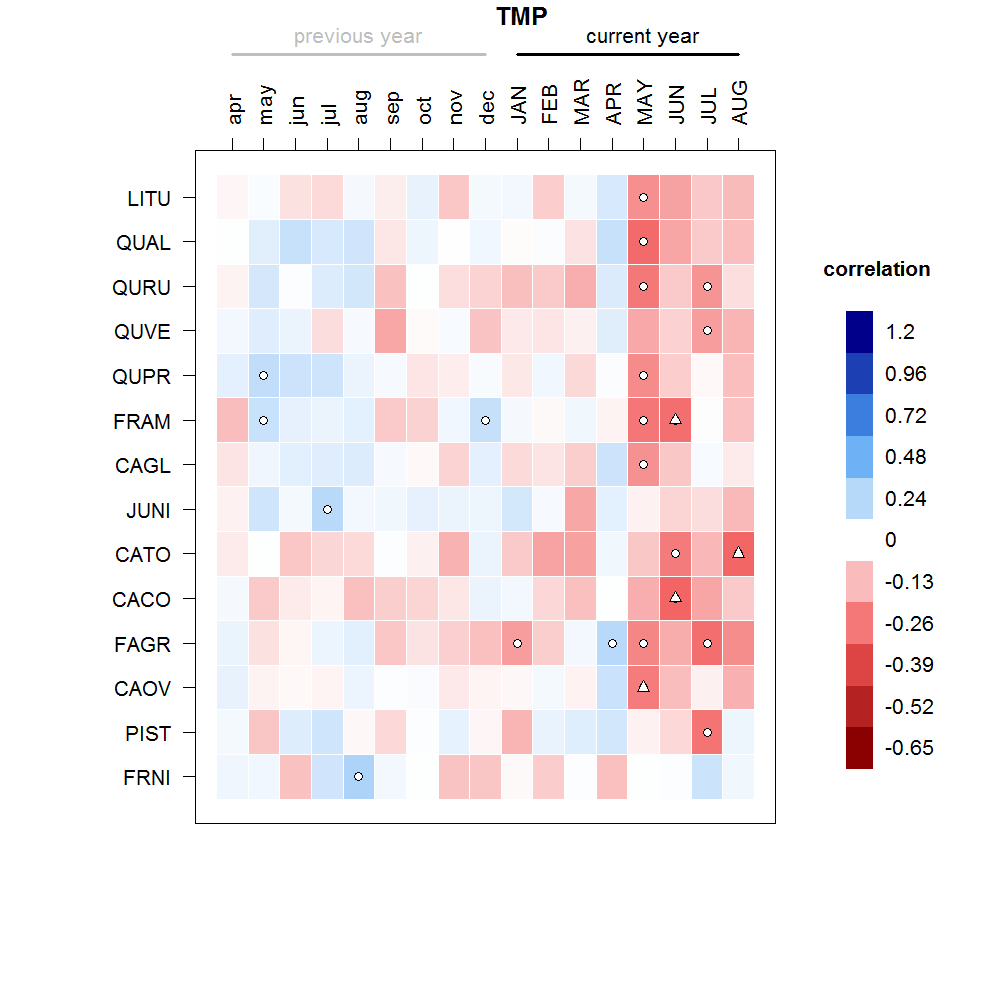 TMP
previous year current year
apr may jun jul aug sep oct nov dec JAN FEB MAR APR MAY JUN JUL AUG
LITU
QUAL
QURU
QUVE
QUPR
FRAM
CAGL
JUNI
CATO
CACO
FAGR
CAOV
PIST
FRNI
correlation
1.2
0.96
0.72
0.48
0.24
0
-0.13
-0.26
-0.39
-0.52
-0.65